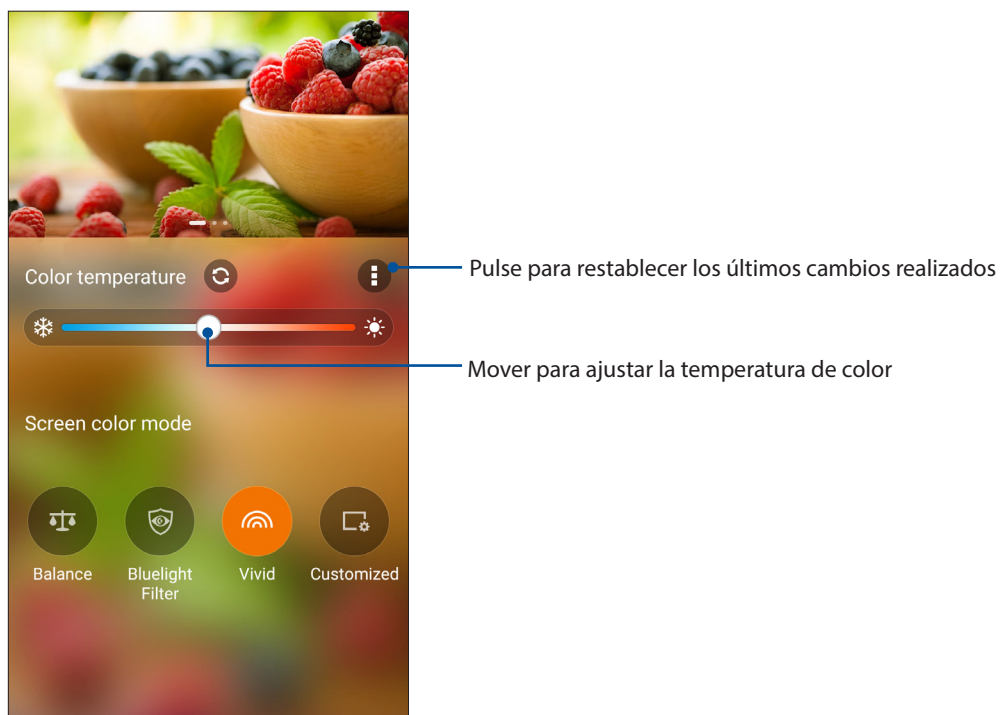 Color temperature
Pulse para restablecer los últimos cambios realizados
Mover para ajustar la temperatura de color
Screen color mode
Balance
Bluelight
Filter
Vivid
Customized